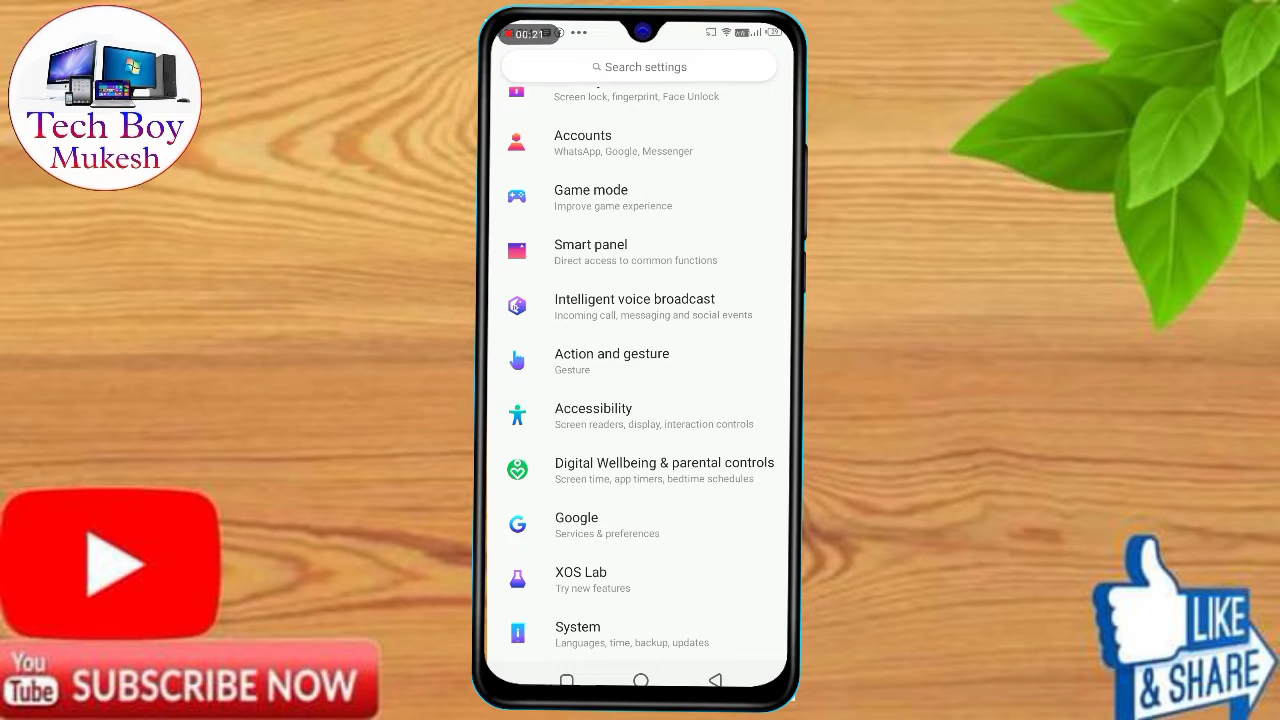 Tech Boy
Mukesh
00:21
Search settings
Screen lock, fingerprint, Face Unlock
Accounts
WhatsApp, Google, Messenger
Game mode
Improve game experience
Smart panel
Direct access to common functions
Intelligent voice broadcast
Incoming call, messaging and social events
Action and gesture
Gesture
Accessibility
Screen readers, display, interaction controls
Digital Wellbeing & parental controls
Screen time, app timers, bedtime schedules
Google
Services & preferences
XOS Lab
Try new features
System
Languages, time, backup, updates
You
Tube
SUBSCRIBE NOW
LIKE
& SHARE